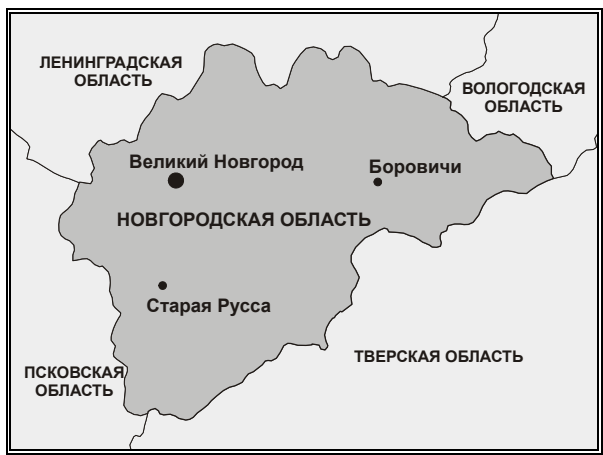 ЛЕНИНГРАДСКАЯ
ОБЛАСТЬ
ВОЛОГОДСКАЯ
ОБЛАСТЬ
Великий Новгород
Боровичи
НОВГОРОДСКАЯ ОБЛАСТЬ
Старая Русса
ТВЕРСКАЯ ОБЛАСТЬ
ПСКОВСКАЯ
ОБЛАСТЬ